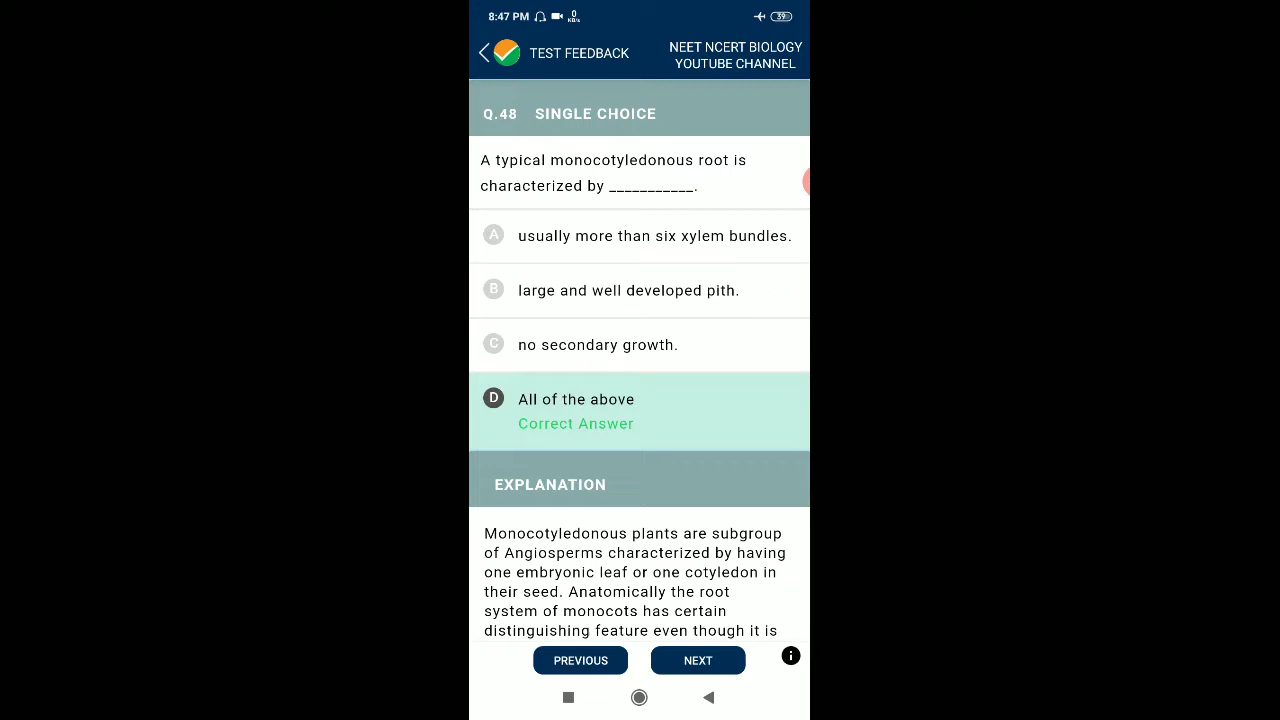 8:47 PM 0 KB/s 39
TEST FEEDBACK
NEET NCERT BIOLOGY
YOUTUBE CHANNEL
Q.48 SINGLE CHOICE
A typical monocotyledonous root is
characterized by ___________.
A usually more than six xylem bundles.
B large and well developed pith.
C no secondary growth.
D All of the above
Correct Answer
EXPLANATION
Monocotyledonous plants are subgroup
of Angiosperms characterized by having
one embryonic leaf or one cotyledon in
their seed. Anatomically the root
system of monocots has certain
distinguishing feature even though it is
PREVIOUS NEXT i